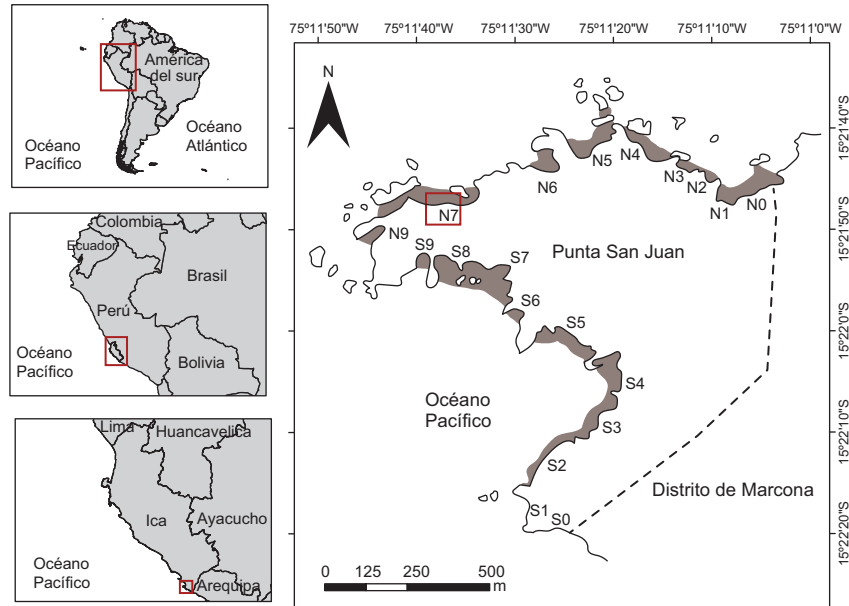 América
del sur
Océano
Pacífico
Océano
Atlántico
Colombia
Ecuador
Brasil
Perú
Océano
Pacífico
Bolivia
Lima
Huancavelica
Ica
Ayacucho
Océano
Pacífico
Arequipa
75°11'50"O
75°11'40"O
75°11'30"O
75°11'20"O
75°11'10"O
75°11'0"O
N
15°21'40"S
15°21'50"S
15°22'0"S
15°22'10"S
15°22'20"S
N5
N4
N3
N2
N1
N0
N6
N7
N9
S9
S8
S7
Punta San Juan
S6
S5
S4
S3
S2
S1
S0
Océano
Pacífico
Distrito de Marcona
0 125 250 500
m